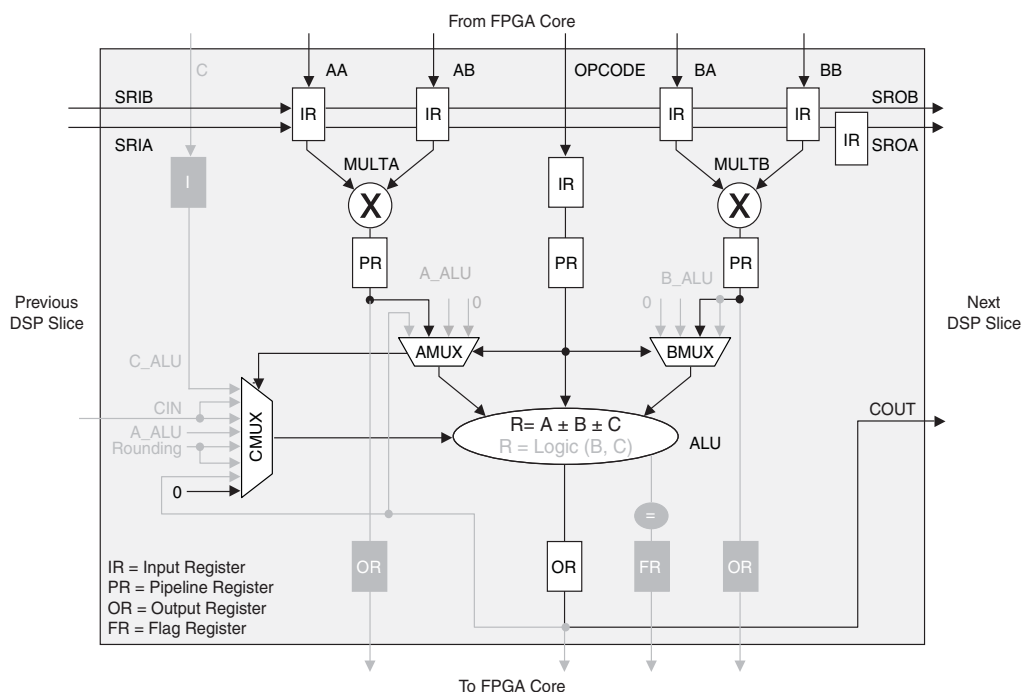 From FPGA Core
C
AA
AB
OPCODE
BA
BB
SRIB
SROB
IR
IR
IR
IR
IR
SRIA
SROA
MULTA
MULTB
I
IR
X
X
PR
PR
PR
A_ALU
B_ALU
0
0
Previous
DSP Slice
Next
DSP Slice
AMUX
BMUX
C_ALU
CIN
A_ALU
Rounding
0
CMUX
R= A ± B ± C
R = Logic (B, C)
ALU
COUT
=
OR
OR
FR
OR
IR = Input Register
PR = Pipeline Register
OR = Output Register
FR = Flag Register
To FPGA Core